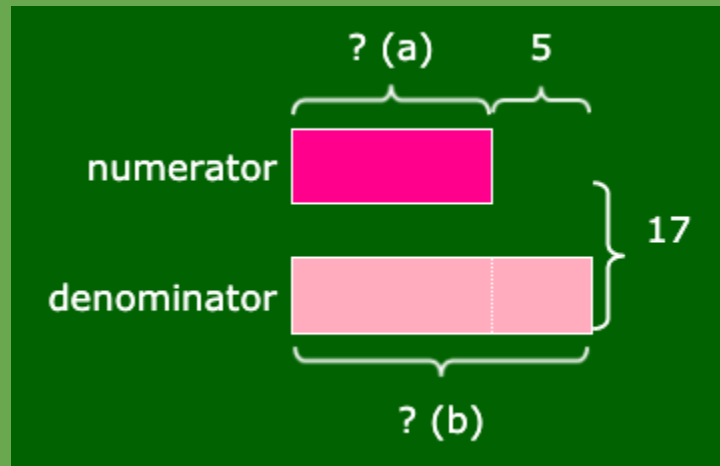 ? (a) 5
numerator
17
denominator
? (b)